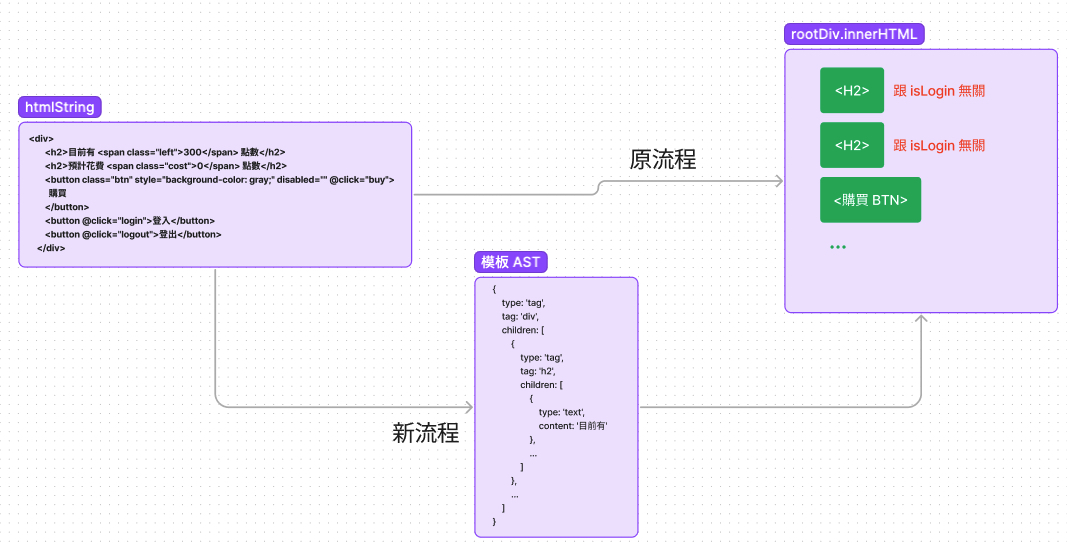 rootDiv.innerHTML
<H2> 跟 isLogin 無關
<H2> 跟 isLogin 無關
<購買 BTN>
...
htmlString
<div>
<h2>目前有 <span class="left">300</span> 點數</h2>
<h2>預計花費 <span class="cost">0</span> 點數</h2>
<button class="btn" style="background-color: gray;" disabled="" @click="buy">
購買
</button>
<button @click="login">登入</button>
<button @click="logout">登出</button>
</div>
原流程
新流程
模板 AST
{
type: 'tag',
tag: 'div',
children: [
{
type: 'tag',
tag: 'h2',
children: [
{
type: 'text',
content: '目前有'
},
...
]
},
...
]
}